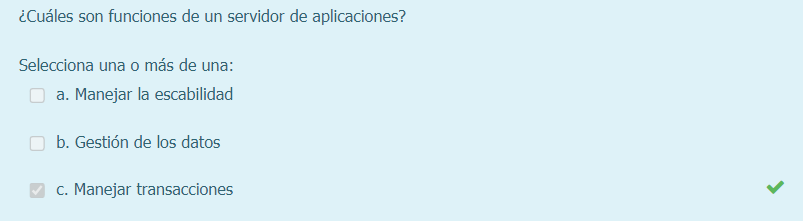 ¿Cuáles son funciones de un servidor de aplicaciones?
Selecciona una o más de una:
a. Manejar la escabilidad
b. Gestión de los datos
c. Manejar transacciones